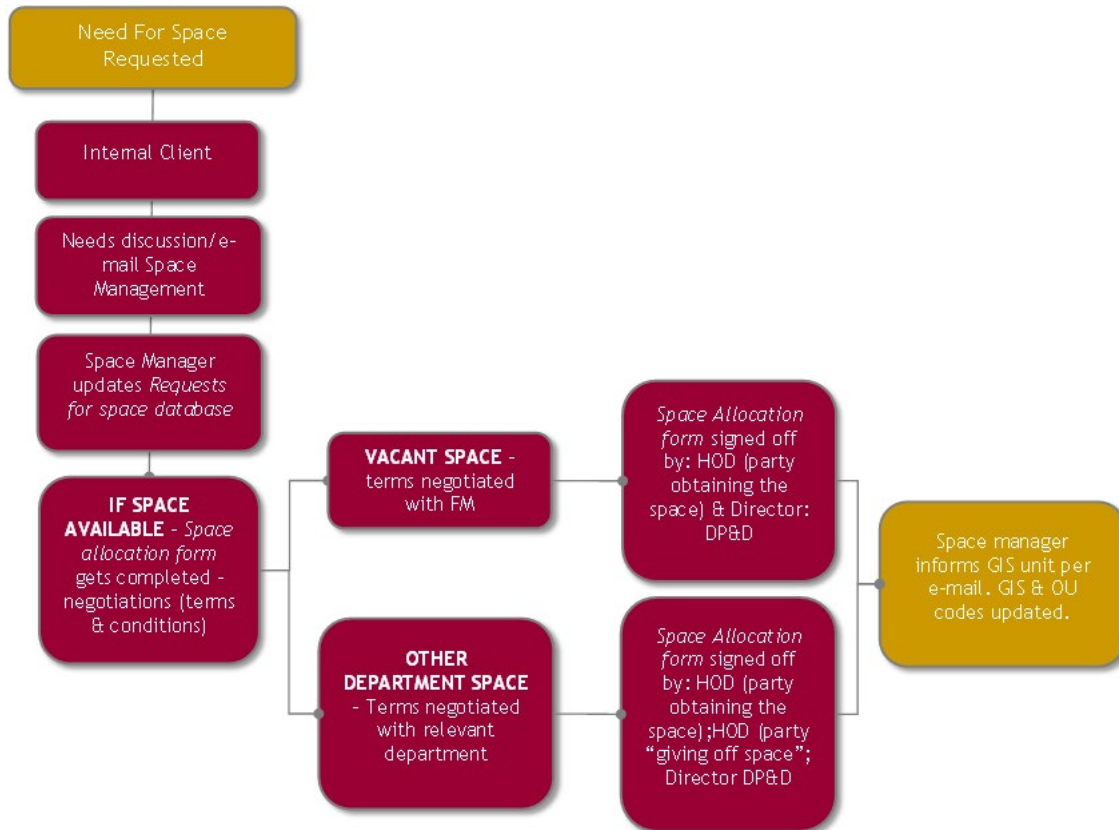 Need For Space
Requested
Internal Client
Needs discussion/e-
mail Space
Management
Space Manager
updates Requests
for space database
IF SPACE
AVAILABLE - Space
allocation form
gets completed -
negotiations (terms
& conditions)
VACANT SPACE -
terms negotiated
with FM
OTHER
DEPARTMENT SPACE
- Terms negotiated
with relevant
department
Space Allocation
form signed off
by: HOD (party
obtaining the
space) & Director:
DP&D
Space Allocation
form signed off
by: HOD (party
obtaining the
space);HOD (party
“giving off space”;
Director DP&D
Space manager
informs GIS unit per
e-mail. GIS & OU
codes updated.